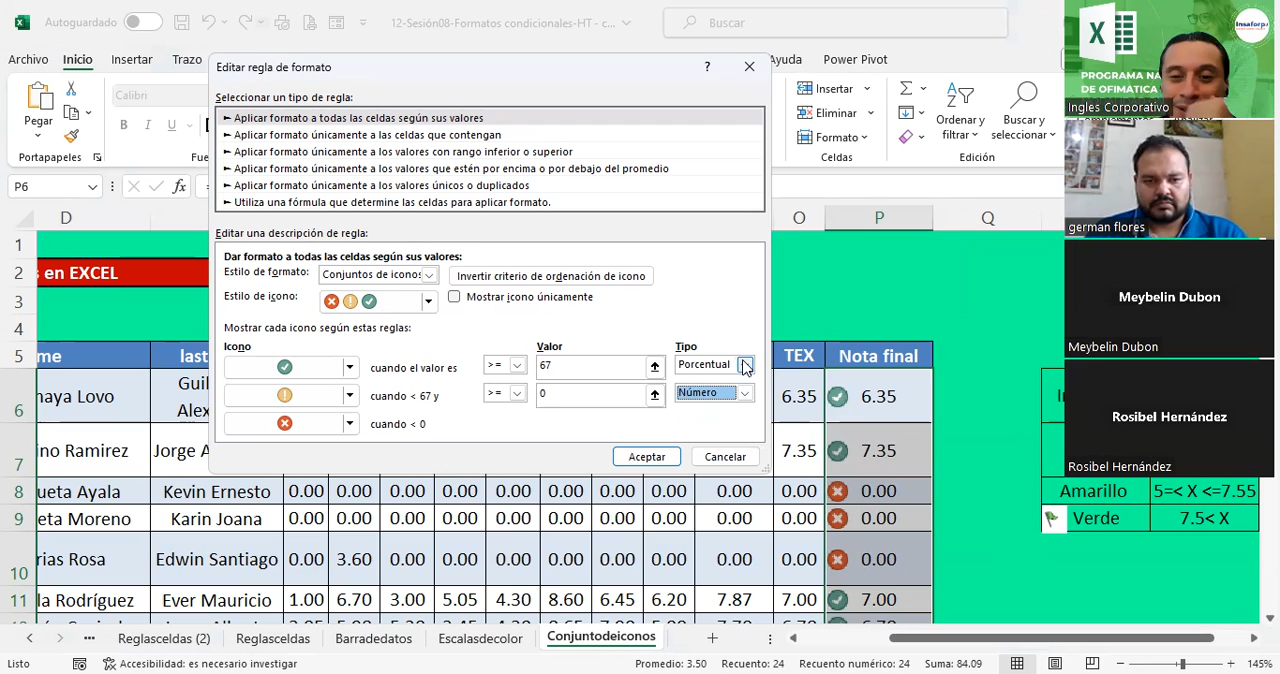 Autoguardado
12-Sesión08-Formatos condicionales-HT - c...
Buscar
Archivo Inicio Insertar Trazo Ayuda Power Pivot
Pegar
Calibri
N K S
Portapapeles
Fue
Insertar
Eliminar
Formato
Celdas
Ordenar y
filtrar
Buscar y
seleccionar
Edición
P6
fx
Editar regla de formato
?
Seleccionar un tipo de regla:
► Aplicar formato a todas las celdas según sus valores
► Aplicar formato únicamente a las celdas que contengan
► Aplicar formato únicamente a los valores con rango inferior o superior
► Aplicar formato únicamente a los valores que estén por encima o por debajo del promedio
► Aplicar formato únicamente a los valores únicos o duplicados
► Utiliza una fórmula que determine las celdas para aplicar formato.
Editar una descripción de regla:
Dar formato a todas las celdas según sus valores:
Estilo de formato: Conjuntos de iconos Invertir criterio de ordenación de icono
Estilo de icono: Mostrar icono únicamente
Mostrar cada icono según estas reglas:
Icono Valor Tipo
cuando el valor es >= 67 Porcentual
cuando < 67 y >= 0 Número
cuando < 0
Aceptar Cancelar
D O P Q
1
2 s en EXCEL
3
4
5 me last TEX Nota final
6 haya Lovo Guil Alex 6.35 6.35
7 ino Ramirez Jorge A 7.35 7.35
8 ueta Ayala Kevin Ernesto 0.00 0.00 0.00 0.00 0.00 0.00 0.00 0.00 0.00 0.00 0.00
9 eta Moreno Karin Joana 0.00 0.00 0.00 0.00 0.00 0.00 0.00 0.00 0.00 0.00 0.00
10 rias Rosa Edwin Santiago 0.00 3.60 0.00 0.00 0.00 0.00 0.00 0.00 0.00 0.00 0.00
11 la Rodríguez Ever Mauricio 1.00 6.70 3.00 5.05 4.30 8.60 6.45 6.20 7.87 7.00 7.00
Amarillo 5=< X <=7.55
Verde 7.5< X
Reglasceldas (2) Reglasceldas Barradedatos Escalasdecolor Conjuntodeiconos
Listo Accesibilidad: es necesario investigar Promedio: 3.50 Recuento: 24 Recuento numérico: 24 Suma: 84.09 145%
Insaforp
PROGRAMA NA
DE OFIMÁTICA
Ingles Corporativo
german flores
Meybelin Dubon
Meybelin Dubon
Rosibel Hernández
Rosibel Hernández